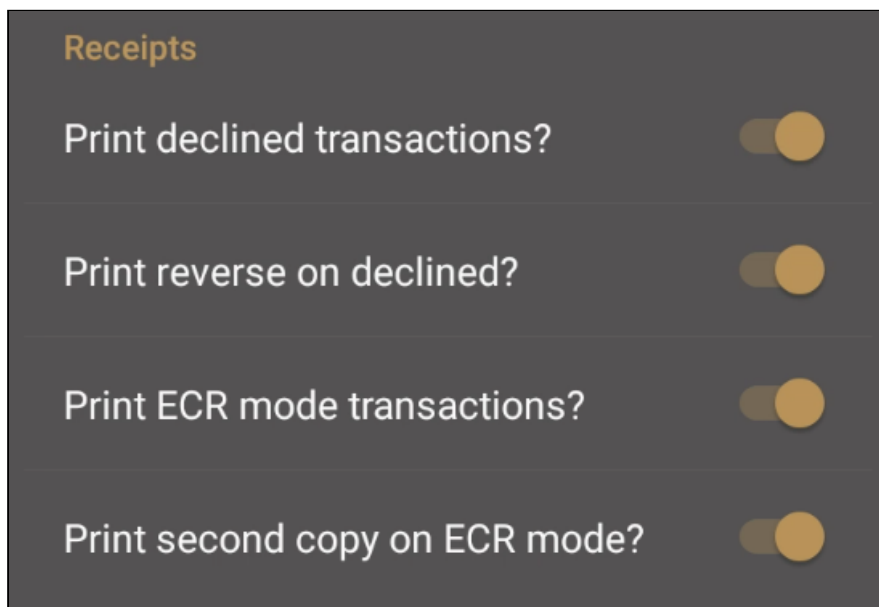 Receipts
Print declined transactions?
Print reverse on declined?
Print ECR mode transactions?
Print second copy on ECR mode?